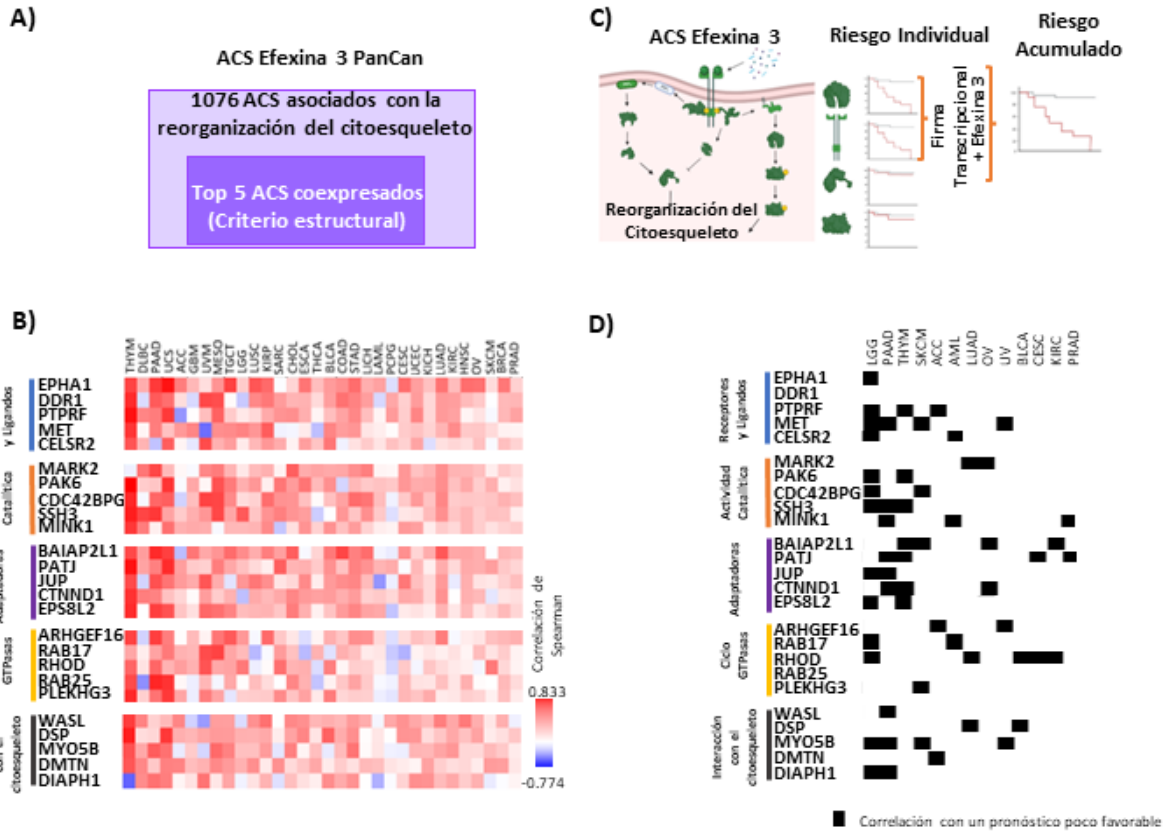 A)
ACS Efexina 3 PanCan
1076 ACS asociados con la
reorganización del citoesqueleto
Top 5 ACS coexpresados
(Criterio estructural)
C)
ACS Efexina 3
Reorganización del
Citoesqueleto
Riesgo Individual
Firma
Transcripcional
+ Efexina 3
Riesgo
Acumulado
B)
THYM
DLBC
PAAD
UCS
ACC
GBM
UVM
MESO
TGCT
LGG
LUSC
KIRP
SARC
CHOL
ESCA
THCA
BLCA
COAD
STAD
LICH
LAML
PCPG
CESC
UCEC
KICH
LUAD
KIRC
HNSC
OV
SKCM
BRCA
PRAD
y Ligandos
EPHA1
DDR1
PTPRF
MET
CELSR2
Catalítica
MARK2
PAK6
CDC42BPG
SSH3
MINK1
Adaptadoras
BAIAP2L1
PATJ
JUP
CTNND1
EPS8L2
GTPasas
ARHGEF16
RAB17
RHOD
RAB25
PLEKHG3
con el
citoesqueleto
WASL
DSP
MYO5B
DMTN
DIAPH1
Correlación de
Spearman
0.833
-0.774
D)
LGG
PAAD
THYM
SKCM
ACC
AML
LUAD
OV
UV
BLCA
CESC
KIRC
PRAD
Receptores
y Ligandos
EPHA1
DDR1
PTPRF
MET
CELSR2
Actividad
Catalítica
MARK2
PAK6
CDC42BPG
SSH3
MINK1
Adaptadoras
BAIAP2L1
PATJ
JUP
CTNND1
EPS8L2
Ciclo
GTPasas
ARHGEF16
RAB17
RHOD
RAB25
PLEKHG3
Interacción
con el
citoesqueleto
WASL
DSP
MYO5B
DMTN
DIAPH1
Correlación con un pronóstico poco favorable